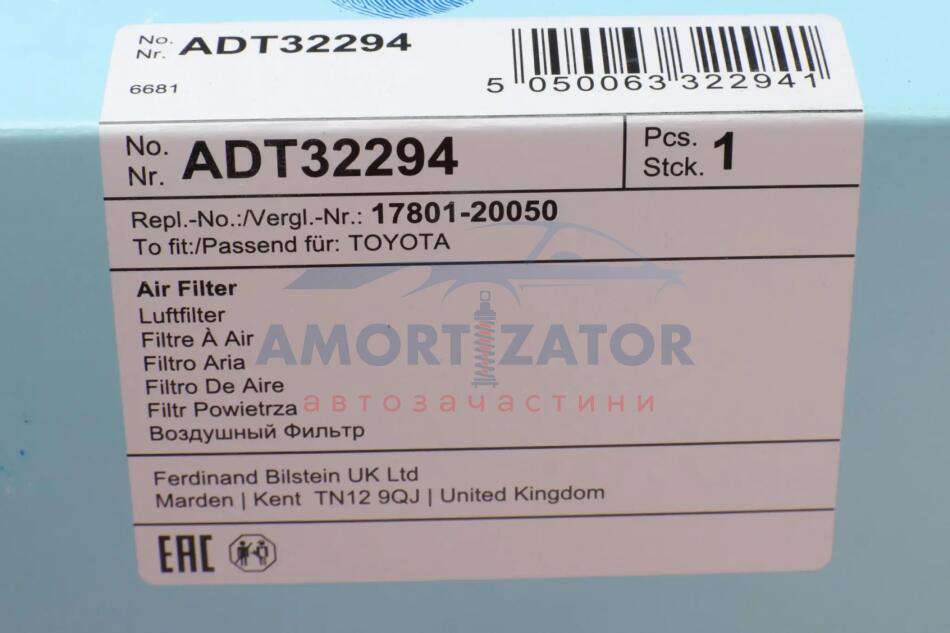 No.
Nr. ADT32294
6681
5 050063 322941
No.
Nr. ADT32294
Pcs.
Stck. 1
Repl.-No.:/Vergl.-Nr.: 17801-20050
To fit:/Passend für: TOYOTA
Air Filter
Luftfilter
Filtre À Air
Filtro Aria
Filtro De Aire
Filtr Powietrza
Воздушный Фильтр
AMORTIZATOR
автозачастини
Ferdinand Bilstein UK Ltd
Marden | Kent TN12 9QJ | United Kingdom
EAC